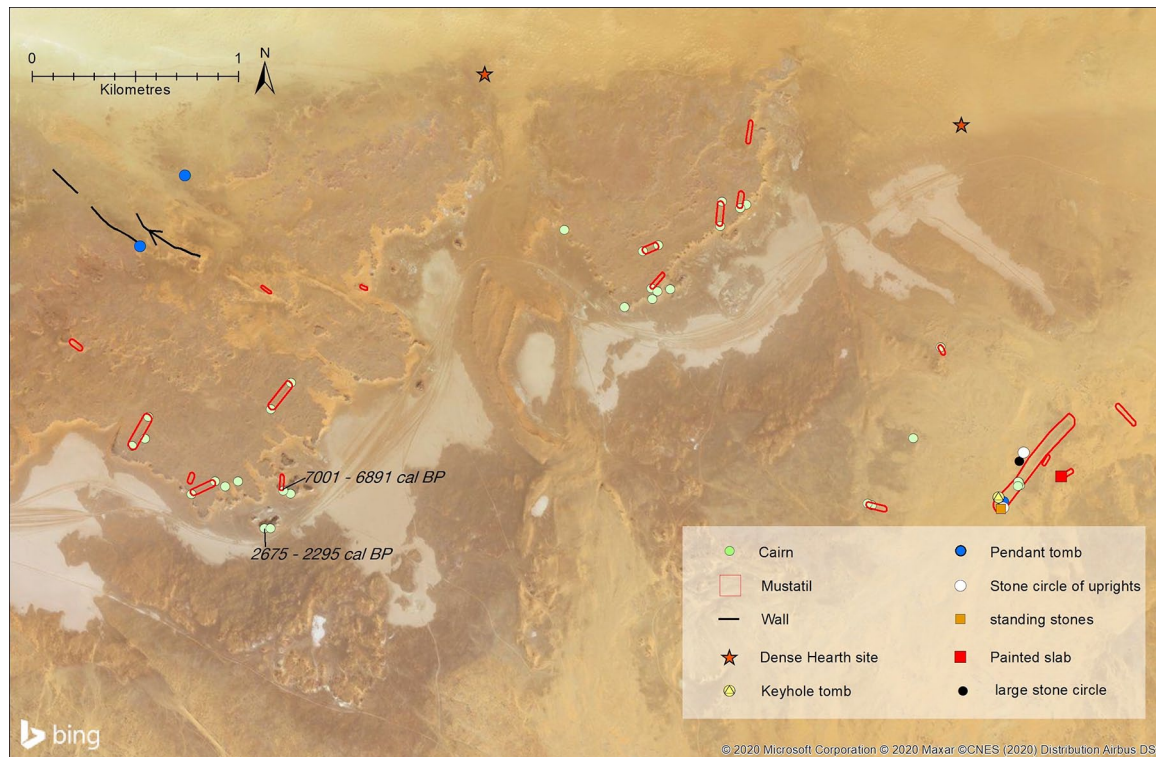 0 1
Kilometres
N
7001 - 6891 cal BP
2675 - 2295 cal BP
Cairn
Mustatil
Wall
Dense Hearth site
Keyhole tomb
Pendant tomb
Stone circle of uprights
standing stones
Painted slab
large stone circle
bing
© 2020 Microsoft Corporation © 2020 Maxar ©CNES (2020) Distribution Airbus DS